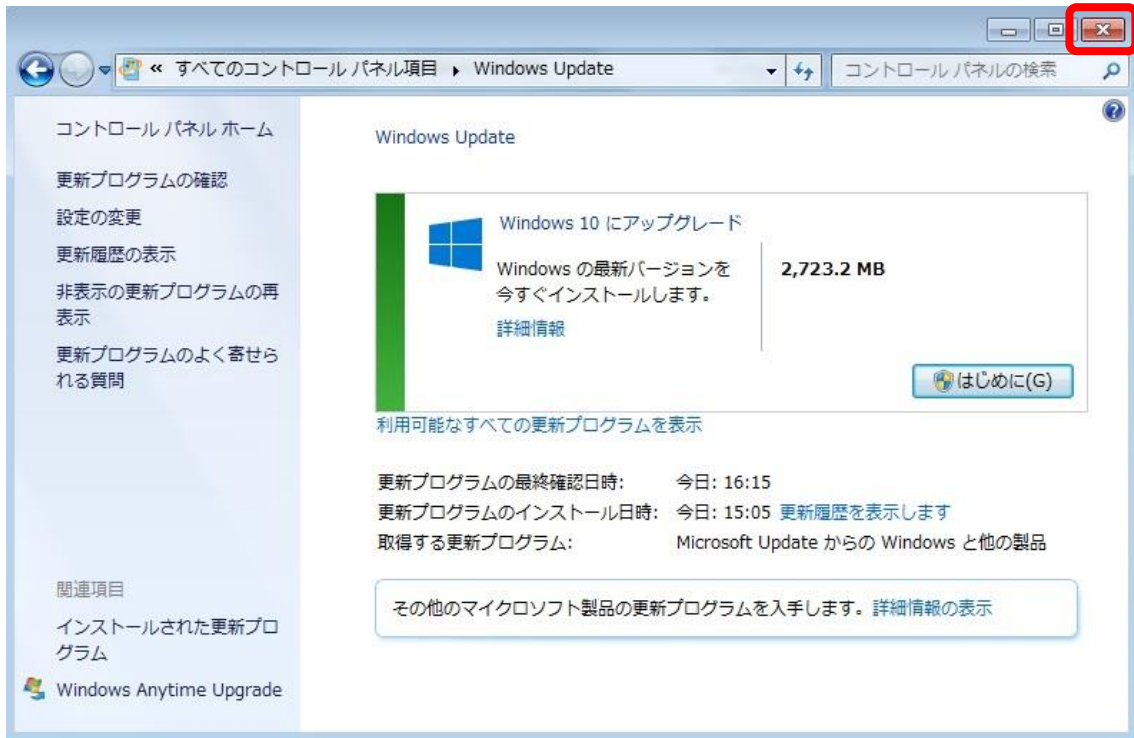 « すべてのコントロール パネル項目 ▸ Windows Update
コントロール パネルの検索
コントロール パネル ホーム
更新プログラムの確認
設定の変更
更新履歴の表示
非表示の更新プログラムの再
表示
更新プログラムのよく寄せら
れる質問
関連項目
インストールされた更新プロ
グラム
Windows Anytime Upgrade
Windows Update
Windows 10 にアップグレード
Windows の最新バージョンを
今すぐインストールします。
詳細情報
2,723.2 MB
はじめに(G)
利用可能なすべての更新プログラムを表示
更新プログラムの最終確認日時: 今日: 16:15
更新プログラムのインストール日時: 今日: 15:05 更新履歴を表示します
取得する更新プログラム: Microsoft Update からの Windows と他の製品
その他のマイクロソフト製品の更新プログラムを入手します。詳細情報の表示